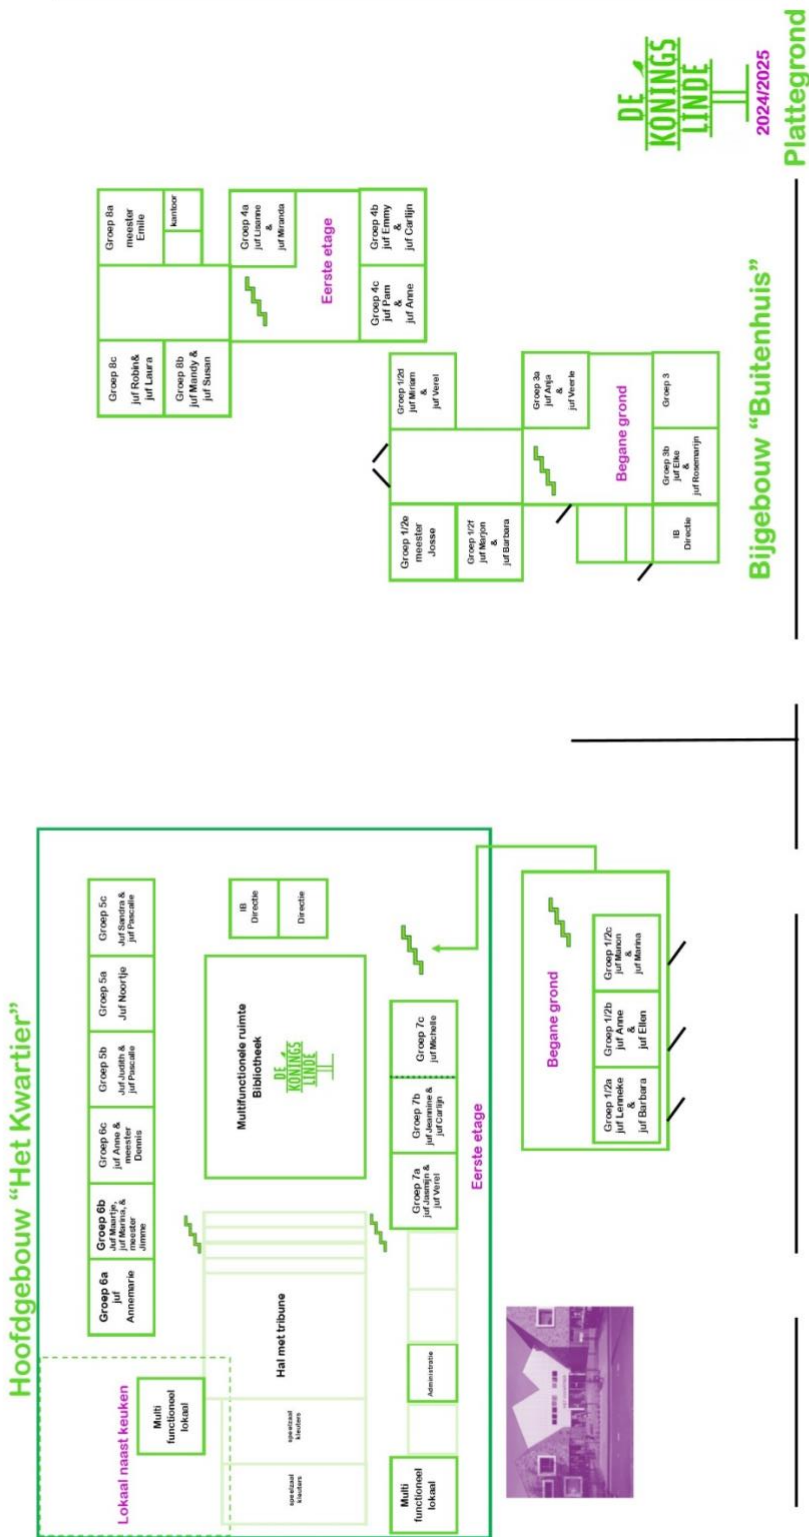 Hoofdgebouw “Het Kwartier”
Lokaal naast keuken
Multi
functioneel
lokaal
Groep 6a
juf
Annemarie
Groep 6b
Juf Maartje,
juf Marina, &
meester
Jimme
Groep 6c
juf Anne &
meester
Dennis
Groep 5b
Juf Judith &
juf Pascalle
Groep 5a
Juf Noortje
Groep 5c
Juf Sandra &
juf Pascalle
speelzaal
kleuters
speelzaal
kleuters
Hal met tribune
Multifunctionele ruimte
Bibliotheek
DE
KONINGS
LINDE
IB
Directie
Directie
Multi
functioneel
lokaal
Administratie
Groep 7a
juf Jasmijn &
juf Verel
Groep 7b
juf Jeannine &
juf Carlijn
Groep 7c
juf Michelle
Eerste etage
Begane grond
Groep 1/2a
juf Lenneke
&
juf Barbara
Groep 1/2b
juf Anne
&
juf Ellen
Groep 1/2c
juf Manon
&
juf Marina
Groep 8c
juf Robin&
juf Laura
Groep 8a
meester
Emile
Groep 8b
juf Mandy &
juf Susan
kantoor
Groep 4a
juf Lisanne
&
juf Miranda
Eerste etage
Groep 4c
juf Pam
&
juf Anne
Groep 4b
juf Emmy
&
juf Carlijn
Groep 1/2e
meester
Josse
Groep 1/2d
juf Miriam
&
juf Verel
Groep 1/2f
juf Marjon
&
juf Barbara
Groep 3a
juf Anja
&
juf Veerle
Begane grond
IB
Directie
Groep 3b
juf Elke
&
juf Rosemarijn
Groep 3
Bijgebouw “Buitenhuis”
DE
KONINGS
LINDE
2024/2025
Plattegrond